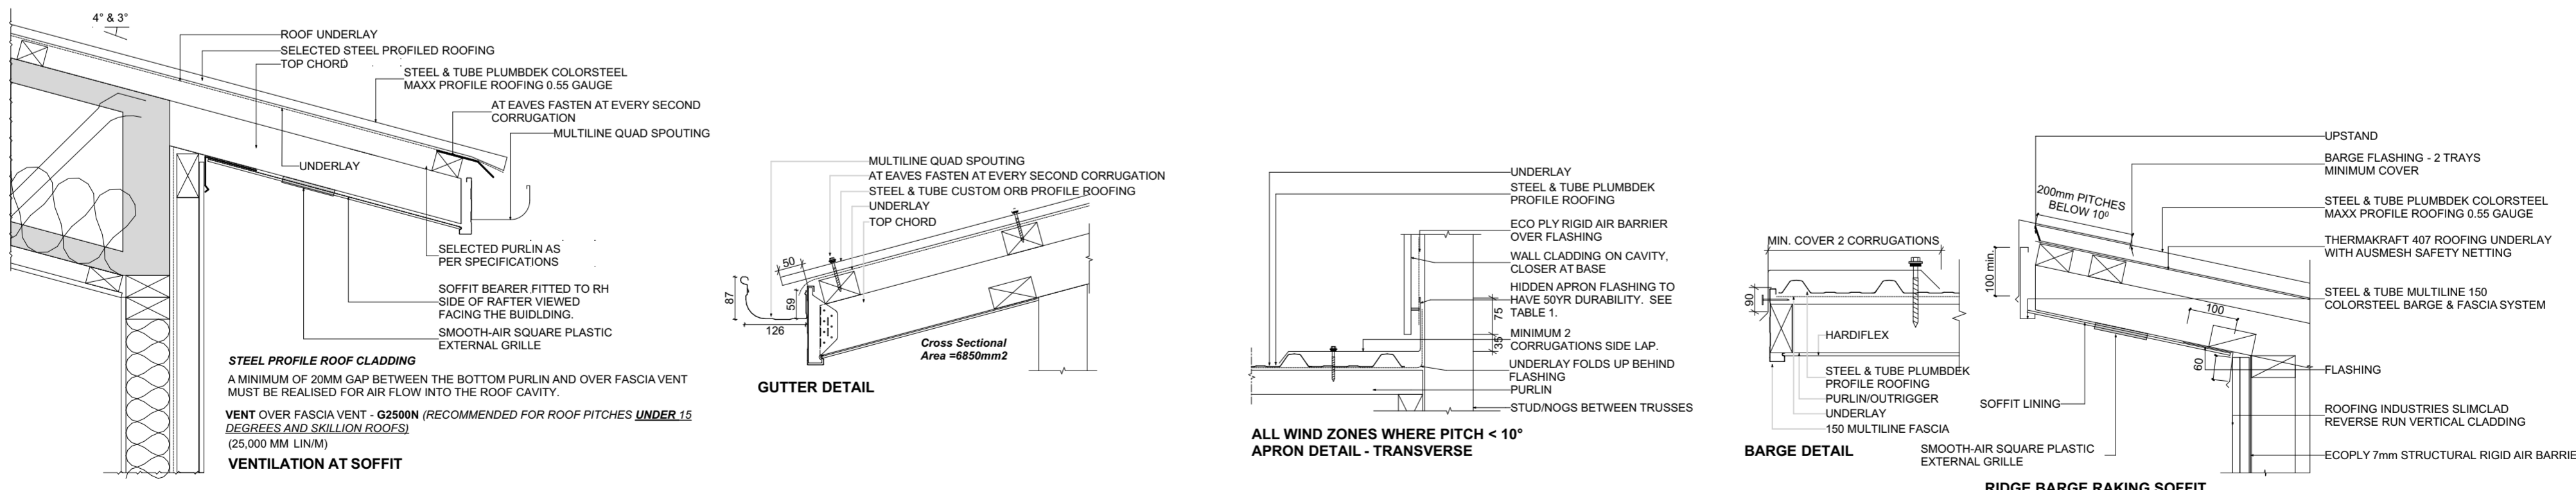 4° & 3°
ROOF UNDERLAY
SELECTED STEEL PROFILED ROOFING
TOP CHORD
STEEL & TUBE PLUMBDEK COLORSTEEL
MAXX PROFILE ROOFING 0.55 GAUGE
AT EAVES FASTEN AT EVERY SECOND
CORRUGATION
MULTILINE QUAD SPOUTING
UNDERLAY
SELECTED PURLIN AS
PER SPECIFICATIONS
SOFFIT BEARER FITTED TO RH
SIDE OF RAFTER VIEWED
FACING THE BUIDLDING.
SMOOTH-AIR SQUARE PLASTIC
EXTERNAL GRILLE
STEEL PROFILE ROOF CLADDING
A MINIMUM OF 20MM GAP BETWEEN THE BOTTOM PURLIN AND OVER FASCIA VENT
MUST BE REALISED FOR AIR FLOW INTO THE ROOF CAVITY.
VENT OVER FASCIA VENT - G2500N (RECOMMENDED FOR ROOF PITCHES UNDER 15
DEGREES AND SKILLION ROOFS)
(25,000 MM LIN/M)
VENTILATION AT SOFFIT
MULTILINE QUAD SPOUTING
AT EAVES FASTEN AT EVERY SECOND CORRUGATION
STEEL & TUBE CUSTOM ORB PROFILE ROOFING
UNDERLAY
TOP CHORD
50
87
59
126
Cross Sectional
Area =6850mm2
GUTTER DETAIL
UNDERLAY
STEEL & TUBE PLUMBDEK
PROFILE ROOFING
ECO PLY RIGID AIR BARRIER
OVER FLASHING
WALL CLADDING ON CAVITY,
CLOSER AT BASE
HIDDEN APRON FLASHING TO
HAVE 50YR DURABILITY. SEE
TABLE 1.
75
MINIMUM 2
CORRUGATIONS SIDE LAP.
35
UNDERLAY FOLDS UP BEHIND
FLASHING
PURLIN
STUD/NOGS BETWEEN TRUSSES
ALL WIND ZONES WHERE PITCH < 10°
APRON DETAIL - TRANSVERSE
MIN. COVER 2 CORRUGATIONS
90
HARDIFLEX
STEEL & TUBE PLUMBDEK
PROFILE ROOFING
PURLIN/OUTRIGGER
UNDERLAY
150 MULTILINE FASCIA
BARGE DETAIL
UPSTAND
BARGE FLASHING - 2 TRAYS
MINIMUM COVER
200mm PITCHES
BELOW 10⁰
STEEL & TUBE PLUMBDEK COLORSTEEL
MAXX PROFILE ROOFING 0.55 GAUGE
THERMAKRAFT 407 ROOFING UNDERLAY
WITH AUSMESH SAFETY NETTING
100 min.
STEEL & TUBE MULTILINE 150
COLORSTEEL BARGE & FASCIA SYSTEM
100
60
FLASHING
SOFFIT LINING
ROOFING INDUSTRIES SLIMCLAD
REVERSE RUN VERTICAL CLADDING
SMOOTH-AIR SQUARE PLASTIC
EXTERNAL GRILLE
ECOPLY 7mm STRUCTURAL RIGID AIR BARRIE
RIDGE BARGE RAKING SOFFIT